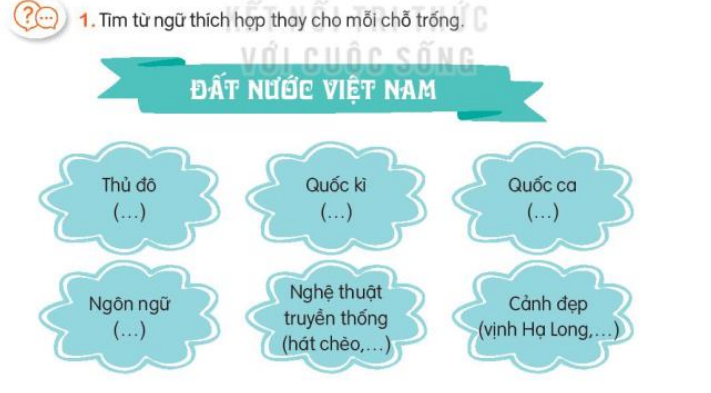 1. Tìm từ ngữ thích hợp thay cho mỗi chỗ trống.
KẾT NỐI TRI THỨC
VỚI CUỘC SỐNG
ĐẤT NƯỚC VIỆT NAM
Thủ đô
(...)
Quốc kì
(...)
Quốc ca
(...)
Ngôn ngữ
(...)
Nghệ thuật
truyền thống
(hát chèo,...)
Cảnh đẹp
(vịnh Hạ Long,...)